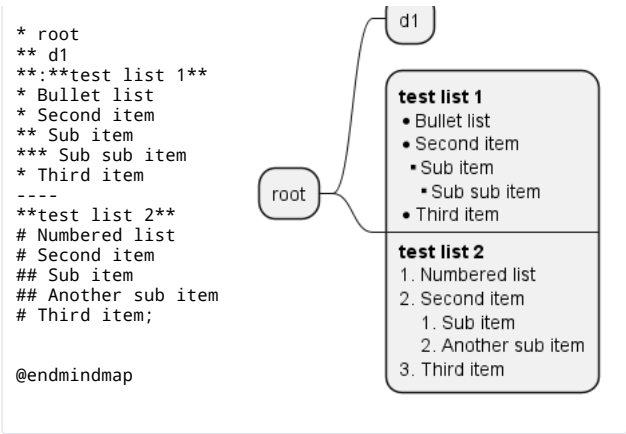 * root
** d1
**:**test list 1**
* Bullet list
* Second item
** Sub item
*** Sub sub item
* Third item
----
**test list 2**
# Numbered list
# Second item
## Sub item
## Another sub item
# Third item;
@endmindmap
d1
root
test list 1
• Bullet list
• Second item
▪ Sub item
▪ Sub sub item
• Third item
test list 2
1. Numbered list
2. Second item
1. Sub item
2. Another sub item
3. Third item